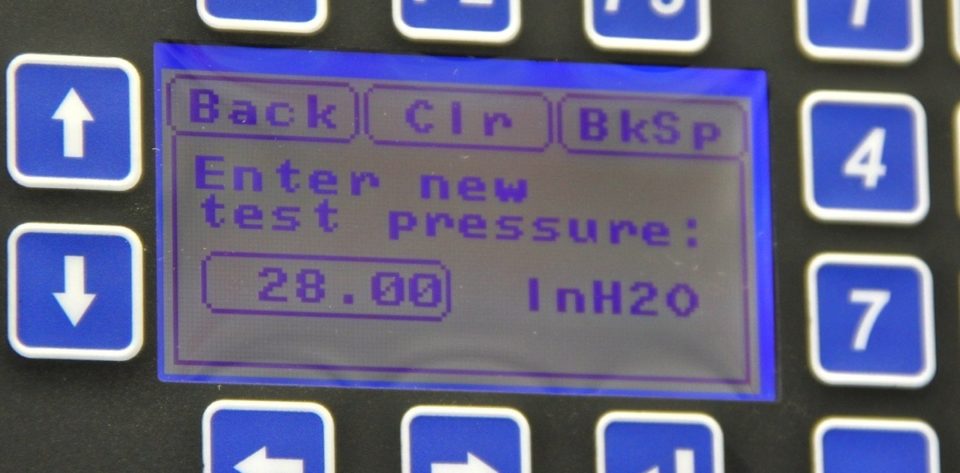 Back Clr BkSp
Enter new
test pressure:
28.00 InH2O
4
7